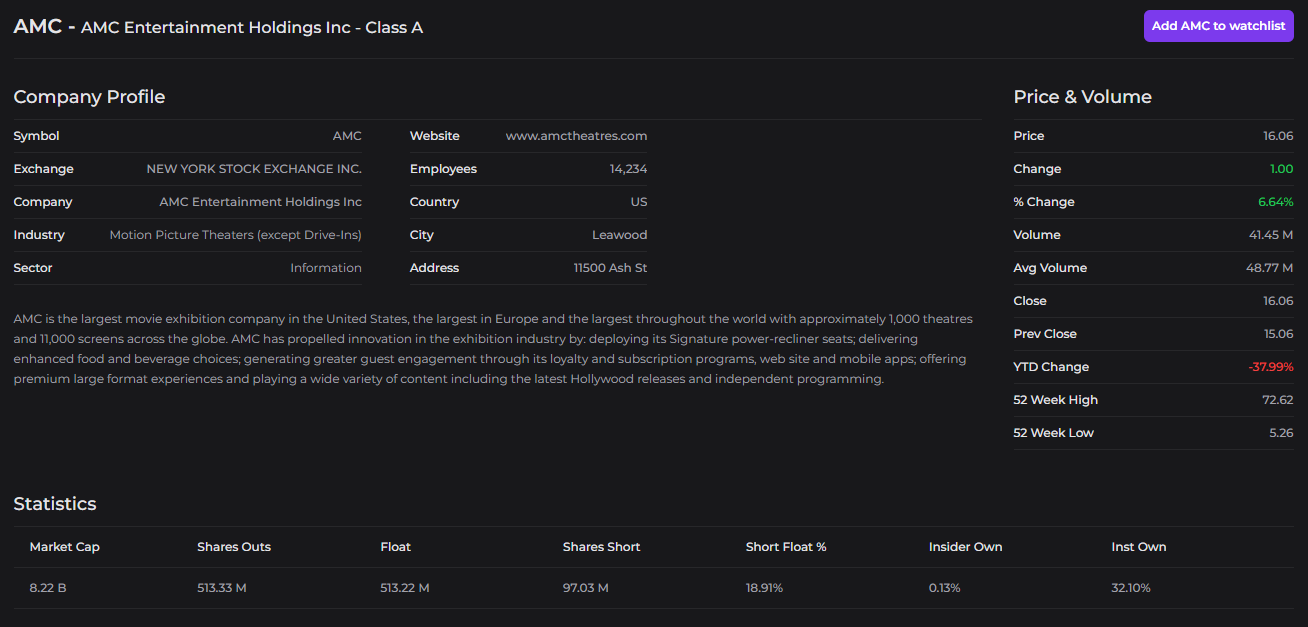 AMC - AMC Entertainment Holdings Inc - Class A
Add AMC to watchlist
Company Profile
Symbol AMC
Exchange NEW YORK STOCK EXCHANGE INC.
Company AMC Entertainment Holdings Inc
Industry Motion Picture Theaters (except Drive-Ins)
Sector Information
Website www.amctheatres.com
Employees 14,234
Country US
City Leawood
Address 11500 Ash St
AMC is the largest movie exhibition company in the United States, the largest in Europe and the largest throughout the world with approximately 1,000 theatres
and 11,000 screens across the globe. AMC has propelled innovation in the exhibition industry by: deploying its Signature power-recliner seats; delivering
enhanced food and beverage choices; generating greater guest engagement through its loyalty and subscription programs, web site and mobile apps; offering
premium large format experiences and playing a wide variety of content including the latest Hollywood releases and independent programming.
Price & Volume
Price 16.06
Change 1.00
% Change 6.64%
Volume 41.45 M
Avg Volume 48.77 M
Close 16.06
Prev Close 15.06
YTD Change -37.99%
52 Week High 72.62
52 Week Low 5.26
Statistics
Market Cap Shares Outs Float Shares Short Short Float % Insider Own Inst Own
8.22 B 513.33 M 513.22 M 97.03 M 18.91% 0.13% 32.10%